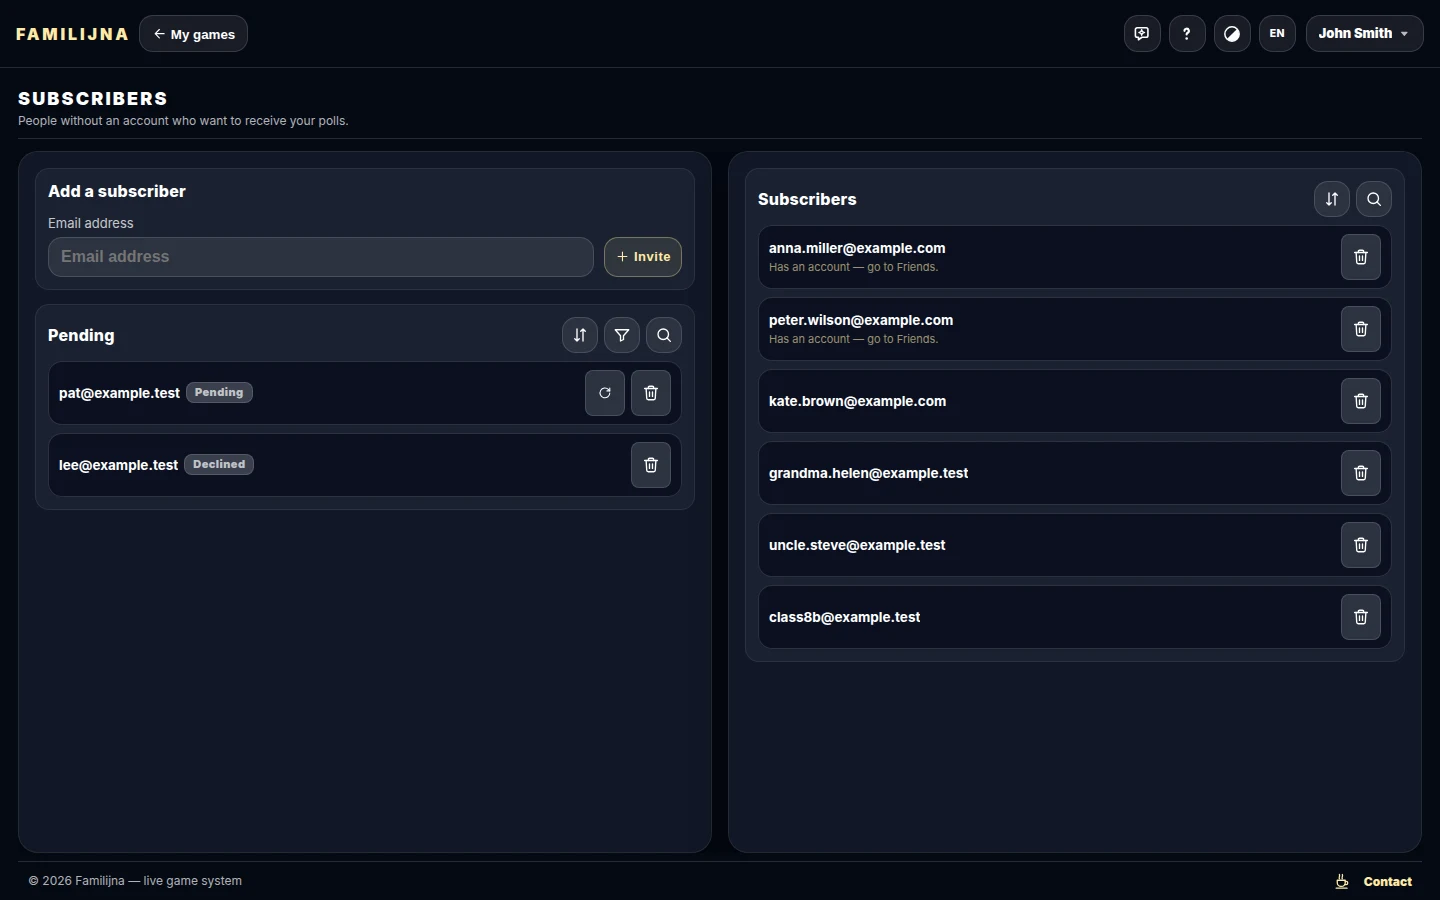 FAMILIJNA
My games
?
EN
John Smith
SUBSCRIBERS
People without an account who want to receive your polls.
Add a subscriber
Email address
Email address
Invite
Pending
pat@example.test Pending
lee@example.test Declined
Subscribers
anna.miller@example.com
Has an account — go to Friends.
peter.wilson@example.com
Has an account — go to Friends.
kate.brown@example.com
grandma.helen@example.test
uncle.steve@example.test
class8b@example.test
© 2026 Familijna — live game system
Contact